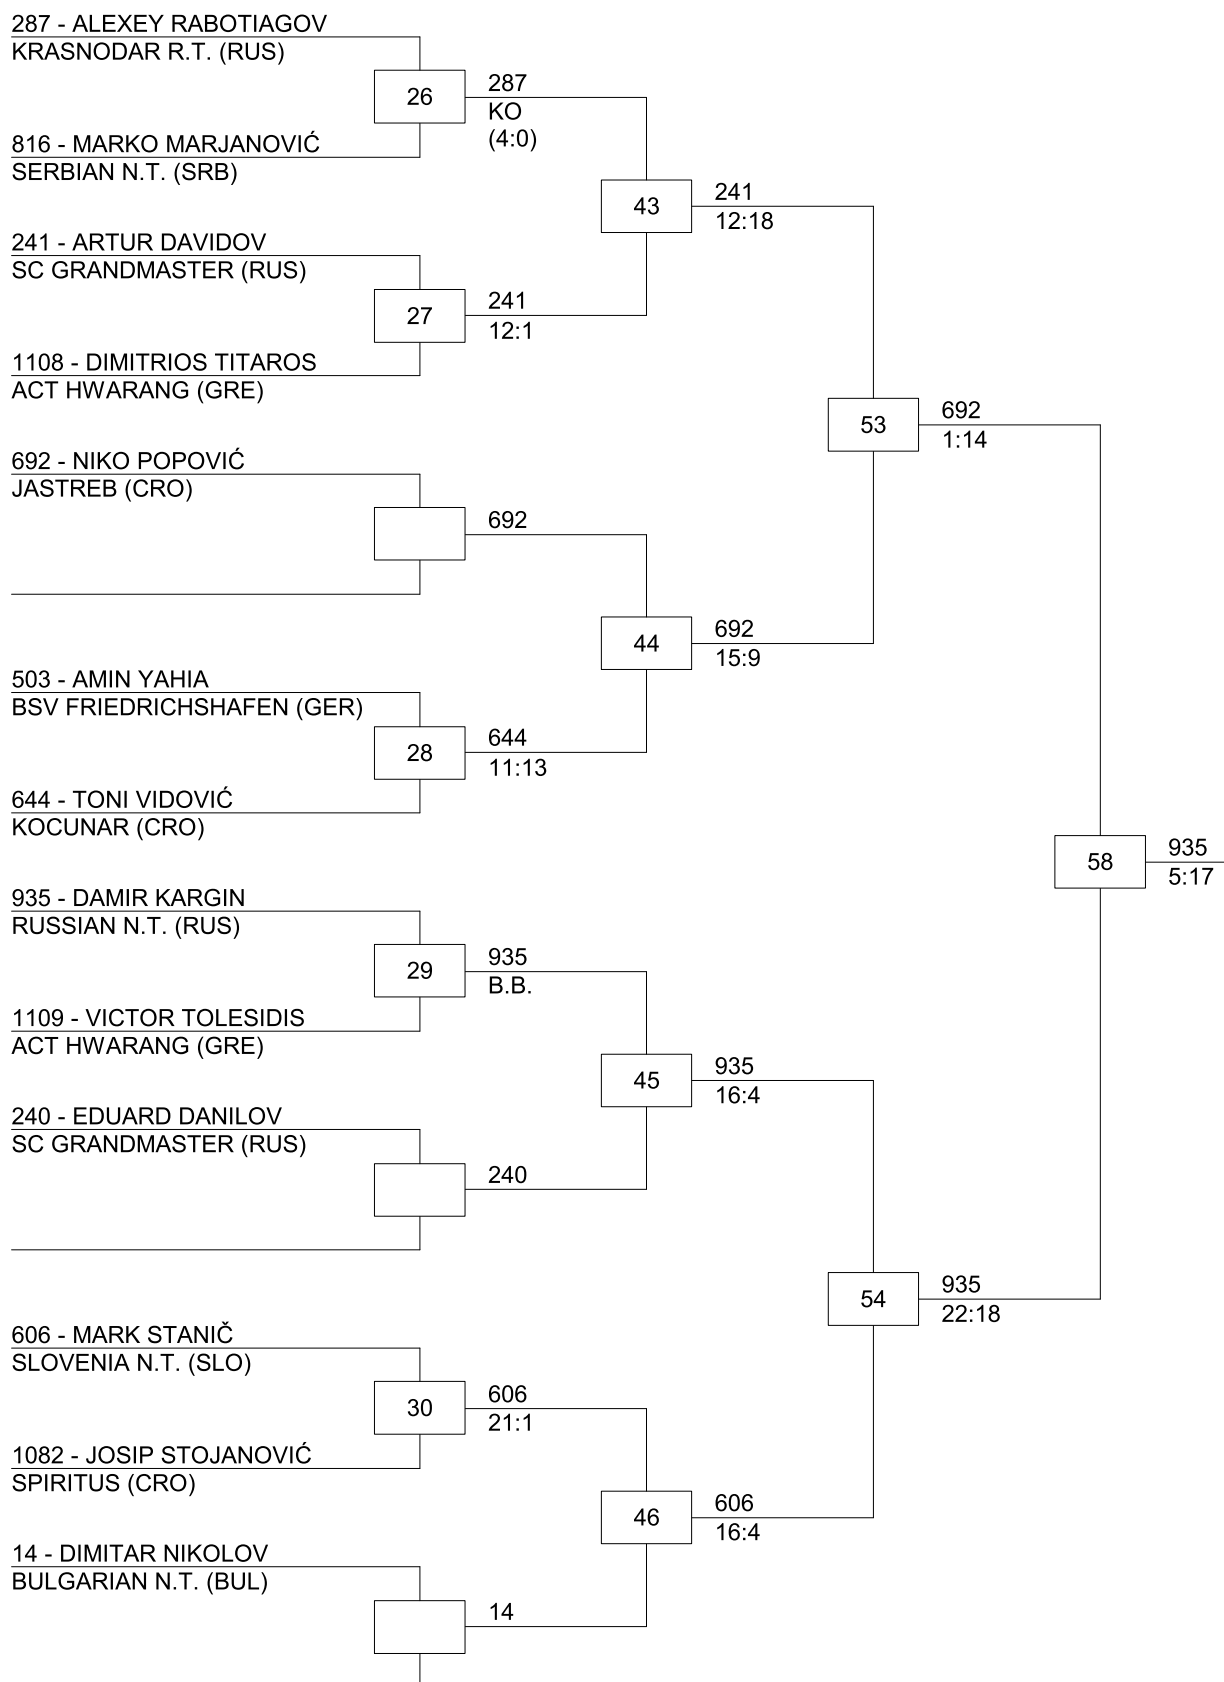 287 - ALEXEY RABOTIAGOV
KRASNODAR R.T. (RUS)
26
287
KO
(4:0)
816 - MARKO MARJANOVIĆ
SERBIAN N.T. (SRB)
43
241
12:18
241 - ARTUR DAVIDOV
SC GRANDMASTER (RUS)
27
241
12:1
1108 - DIMITRIOS TITAROS
ACT HWARANG (GRE)
53
692
1:14
692 - NIKO POPOVIĆ
JASTREB (CRO)
692
44
692
15:9
503 - AMIN YAHIA
BSV FRIEDRICHSHAFEN (GER)
28
644
11:13
644 - TONI VIDOVIĆ
KOCUNAR (CRO)
58
935
5:17
935 - DAMIR KARGIN
RUSSIAN N.T. (RUS)
29
935
B.B.
1109 - VICTOR TOLESIDIS
ACT HWARANG (GRE)
45
935
16:4
240 - EDUARD DANILOV
SC GRANDMASTER (RUS)
240
54
935
22:18
606 - MARK STANIČ
SLOVENIA N.T. (SLO)
30
606
21:1
1082 - JOSIP STOJANOVIĆ
SPIRITUS (CRO)
46
606
16:4
14 - DIMITAR NIKOLOV
BULGARIAN N.T. (BUL)
14